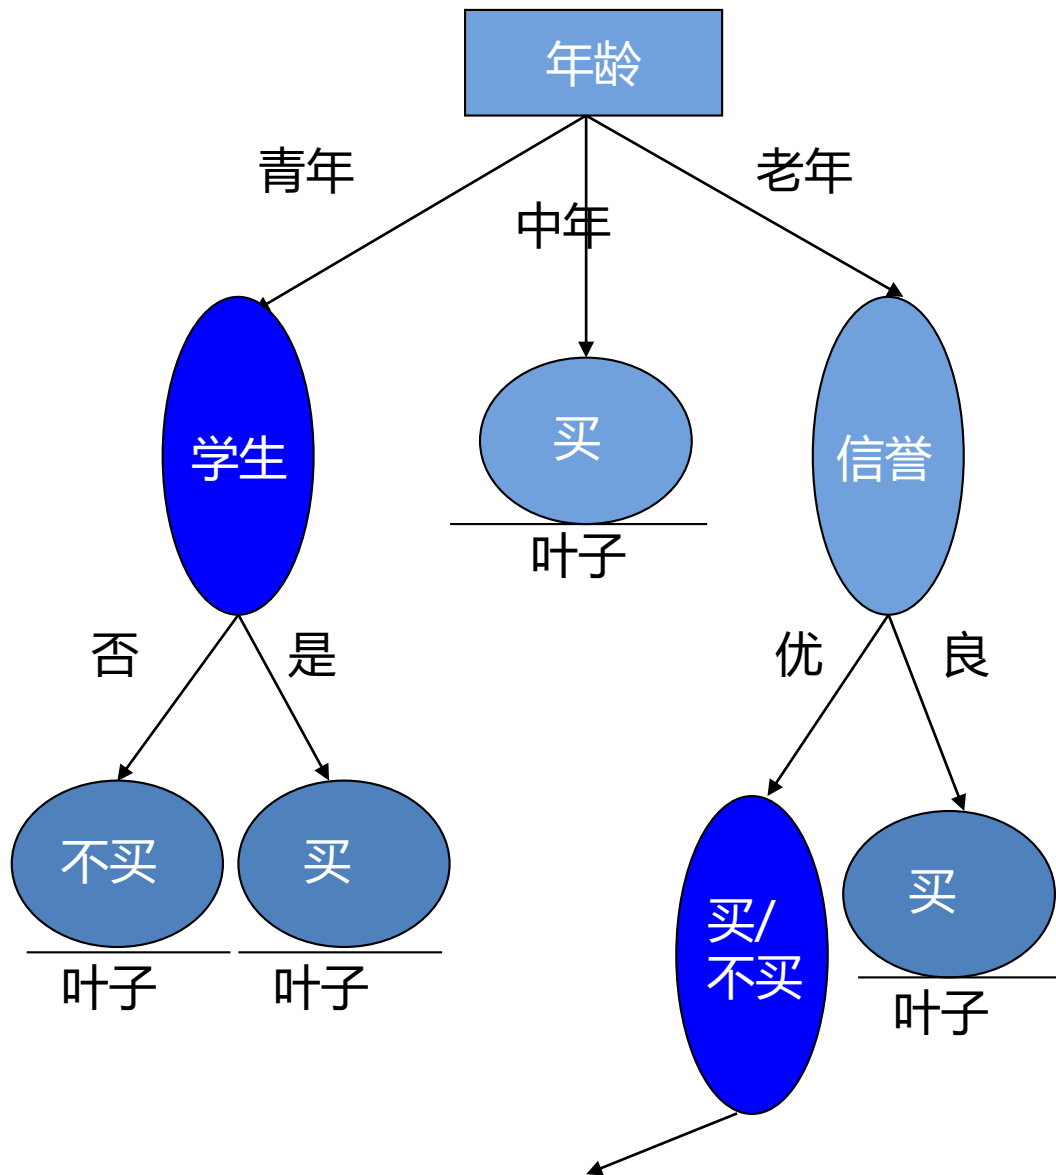 年龄
青年
中年
老年
学生
买
信誉
叶子
否
是
优
良
不买
买
买/
不买
买
叶子
叶子
叶子